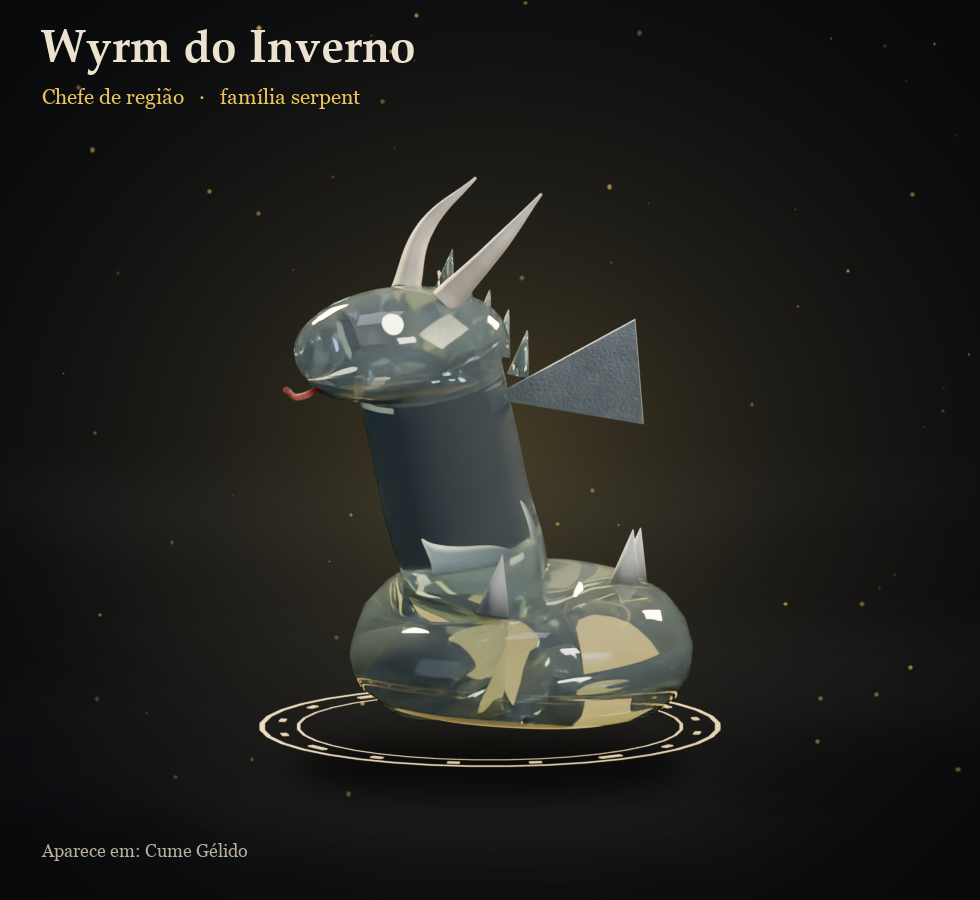 Wyrm do Inverno
Chefe de região · família serpent
Aparece em: Cume Gélido